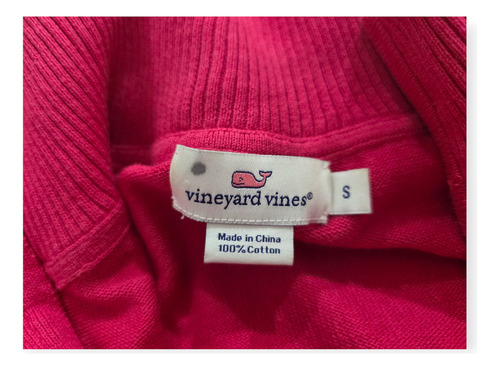 vineyard vines®
S
Made in China
100% Cotton